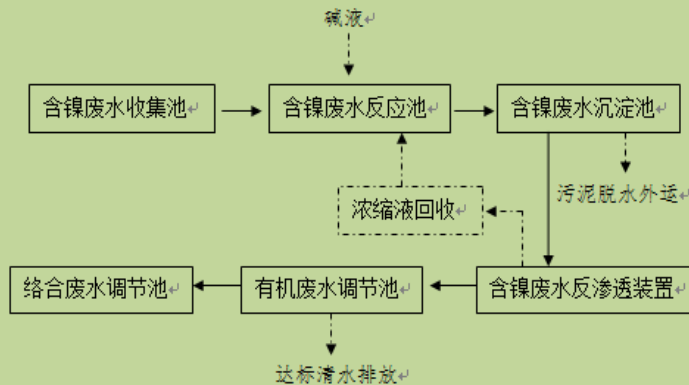 碱液
含镍废水收集池
含镍废水反应池
含镍废水沉淀池
污泥脱水外运
浓缩液回收
络合废水调节池
有机废水调节池
含镍废水反渗透装置
达标清水排放